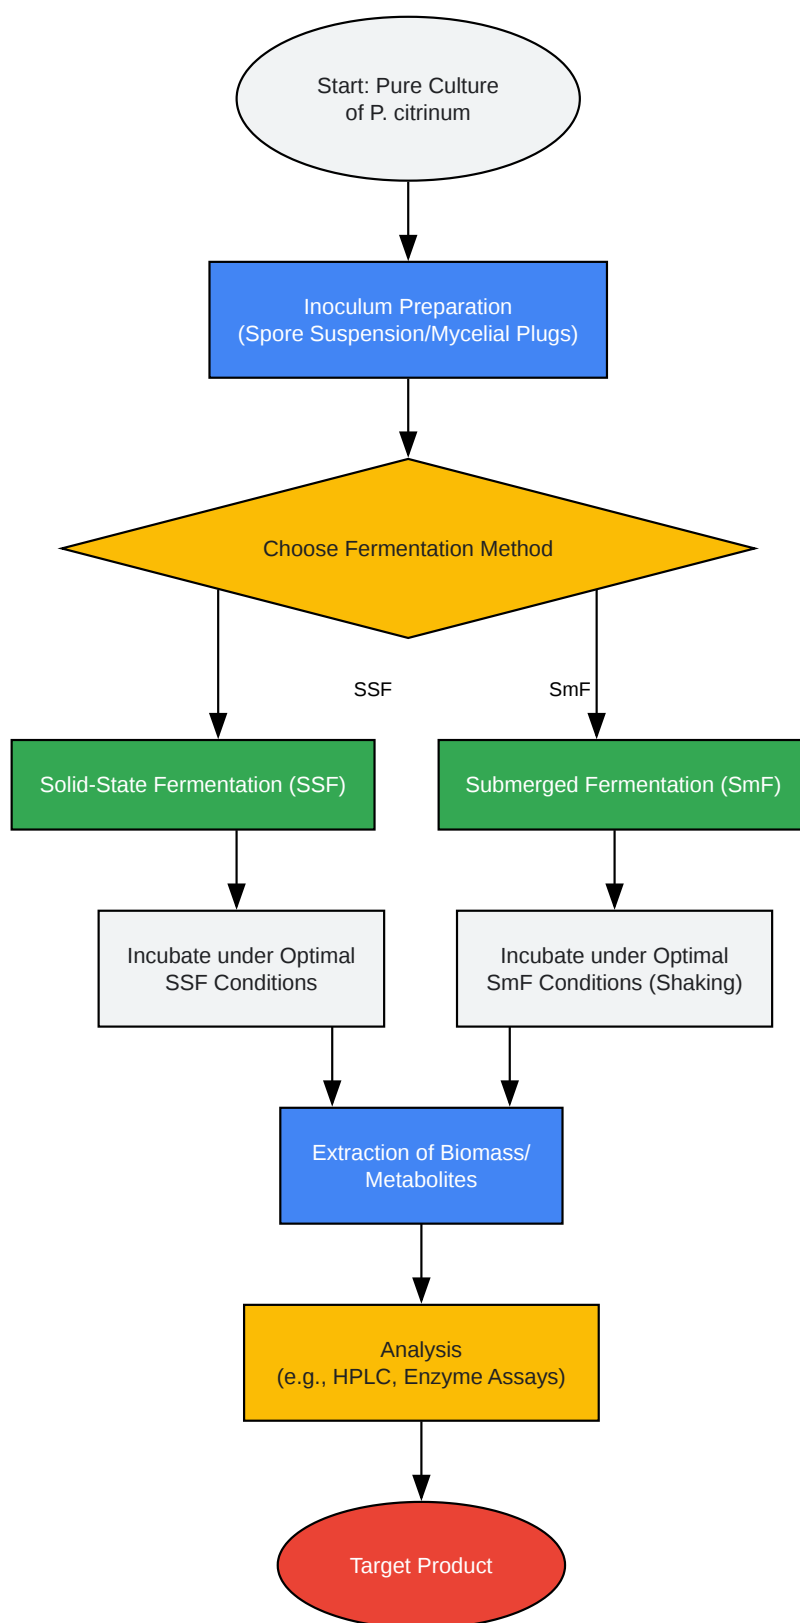 Start: Pure Culture
of P. citrinum
Inoculum Preparation
(Spore Suspension/Mycelial Plugs)
Choose Fermentation Method
SSF
SmF
Solid-State Fermentation (SSF)
Submerged Fermentation (SmF)
Incubate under Optimal
SSF Conditions
Incubate under Optimal
SmF Conditions (Shaking)
Extraction of Biomass/
Metabolites
Analysis
(e.g., HPLC, Enzyme Assays)
Target Product